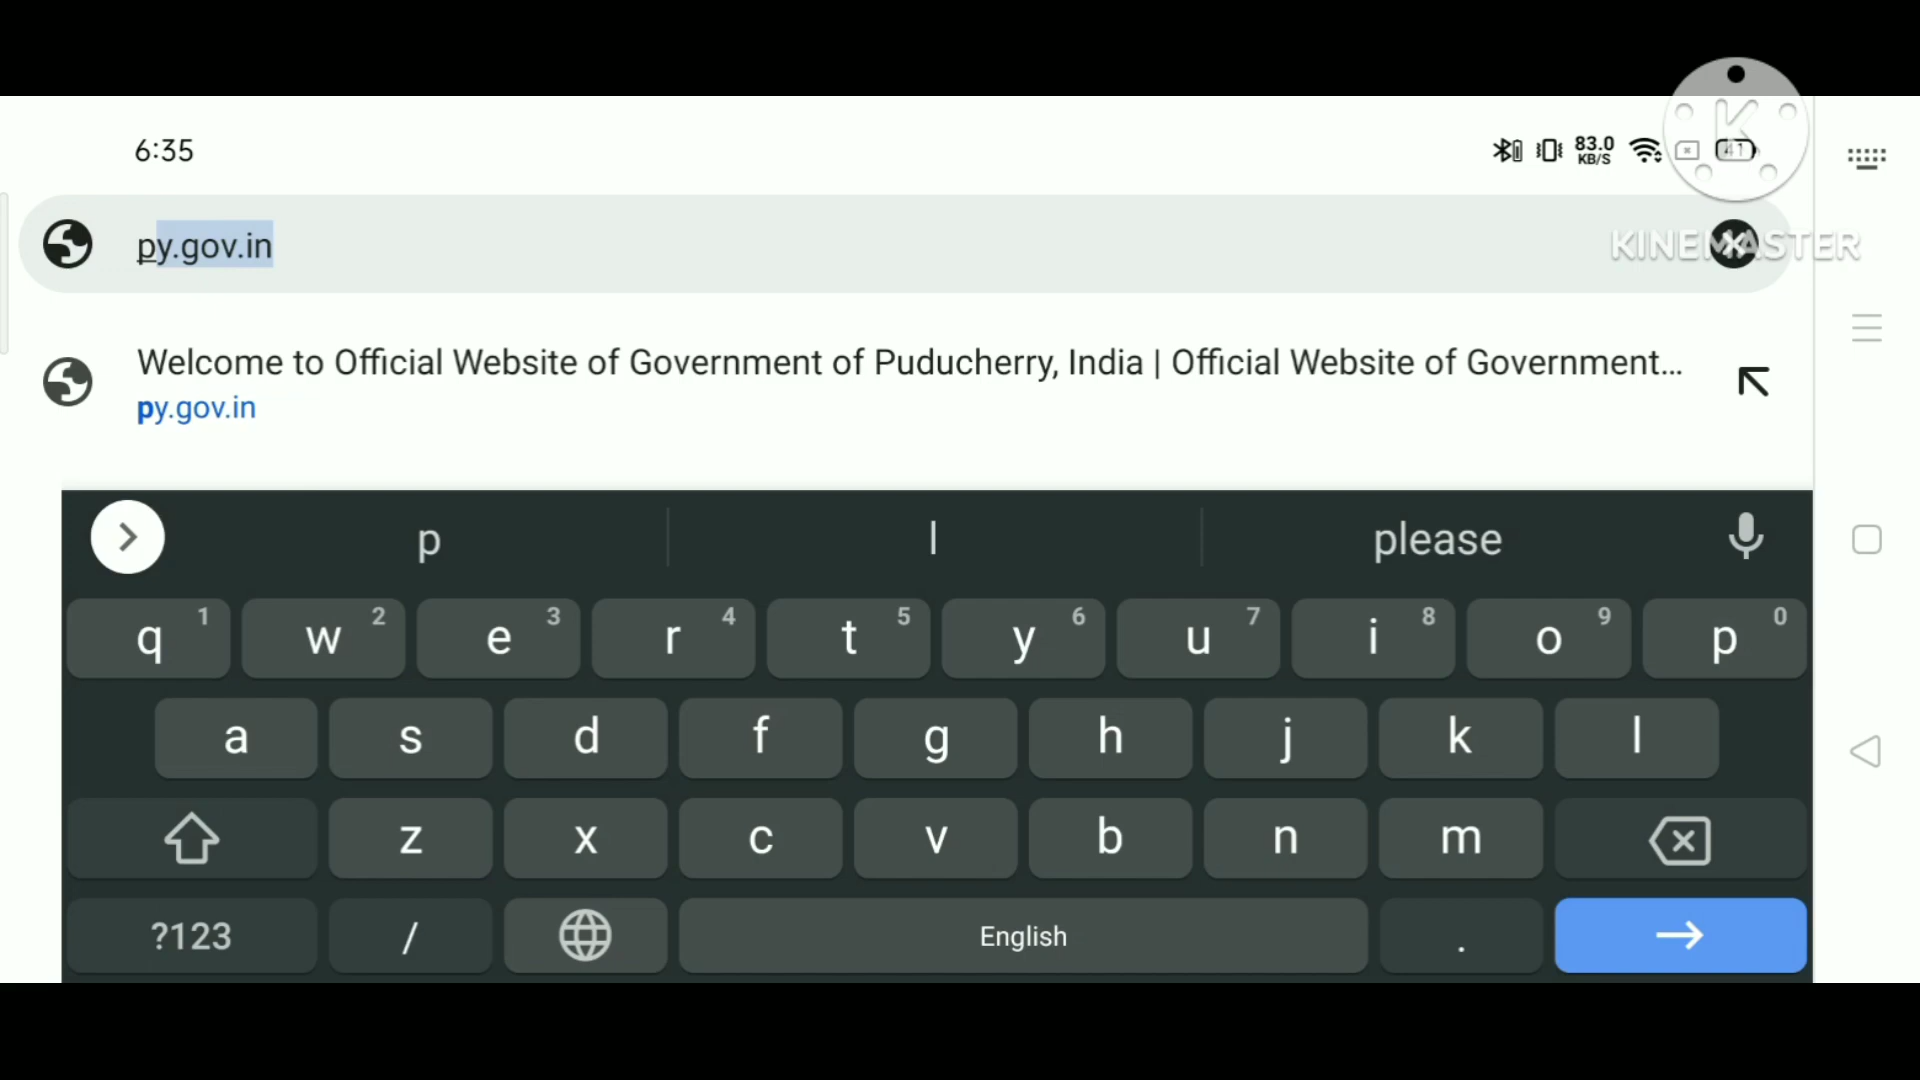 6:35
83.0
KB/S
41
K
py.gov.in
KINEMASTER
Welcome to Official Website of Government of Puducherry, India | Official Website of Government...
py.gov.in
p
l
please
q 1 w 2 e 3 r 4 t 5 y 6 u 7 i 8 o 9 p 0
a s d f g h j k l
z x c v b n m
?123 / English .